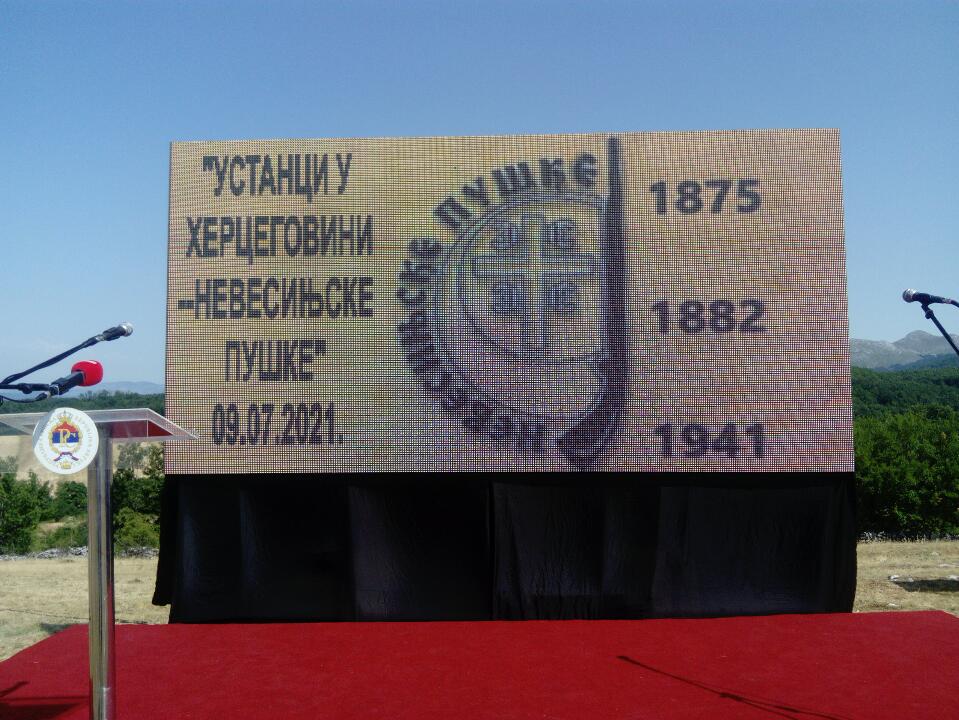 "УСТАНЦИ У
ХЕРЦЕГОВИНИ
--НЕВЕСИЊСКЕ
ПУШКЕ"
09.07.2021.
НЕВЕСИЊСКЕ ПУШКЕ
1875
1882
1941